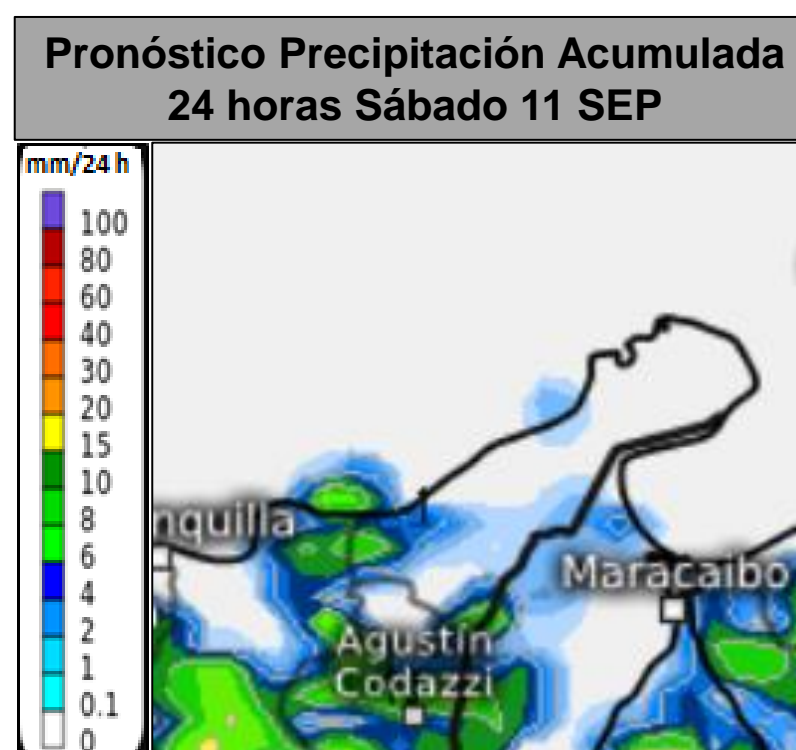 Pronóstico Precipitación Acumulada
24 horas Sábado 11 SEP
mm/24 h
100
80
60
40
30
20
15
10
8
6
4
2
1
0.1
0
nquilla
Maracaibo
Agustín
Codazzi